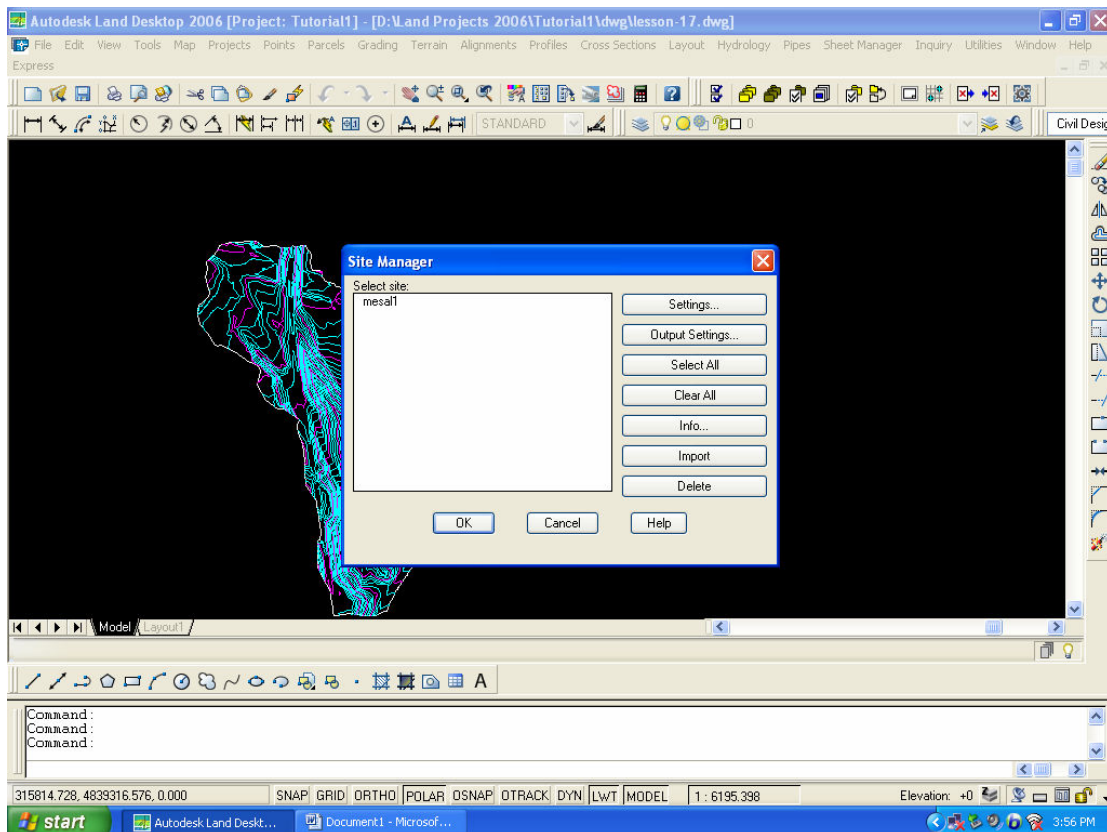 Autodesk Land Desktop 2006 [Project: Tutorial1] - [D:\Land Projects 2006\Tutorial1\dwg\lesson-17.dwg]
File Edit View Tools Map Projects Points Parcels Grading Terrain Alignments Profiles Cross Sections Layout Hydrology Pipes Sheet Manager Inquiry Utilities Window Help
Express
STANDARD 0 Civil Desig
Site Manager
Select site:
mesal1
Settings...
Output Settings...
Select All
Clear All
Info...
Import
Delete
OK Cancel Help
Model Layout1
A
Command:
Command:
Command:
315814.728, 4839316.576, 0.000 SNAP GRID ORTHO POLAR OSNAP OTRACK DYN LWT MODEL 1 : 6195.398 Elevation: +0
start Autodesk Land Deskt... Document1 - Microsof... 3:56 PM